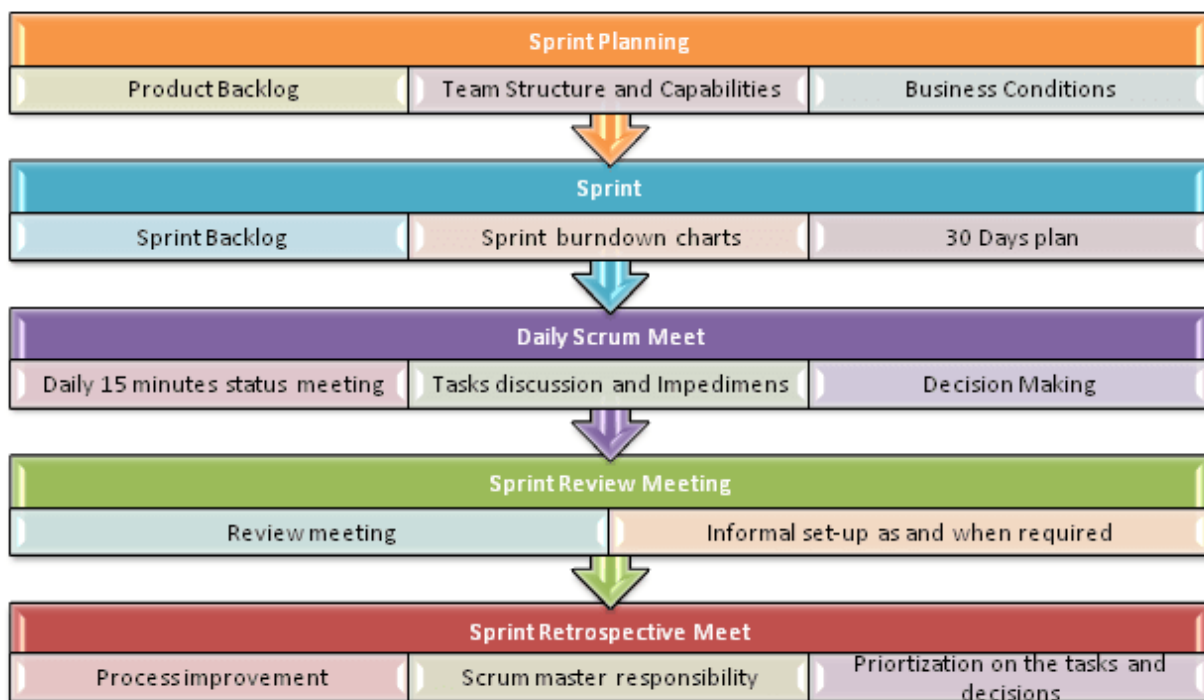 Sprint Planning
Product Backlog
Team Structure and Capabilities
Business Conditions
Sprint
Sprint Backlog
Sprint burndown charts
30 Days plan
Daily Scrum Meet
Daily 15 minutes status meeting
Tasks discussion and Impedimens
Decision Making
Sprint Review Meeting
Review meeting
Informal set-up as and when required
Sprint Retrospective Meet
Process improvement
Scrum master responsibility
Priortization on the tasks and
decisions